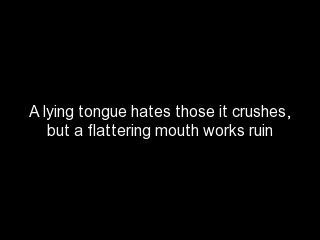 A lying tongue hates those it crushes,
but a flattering mouth works ruin